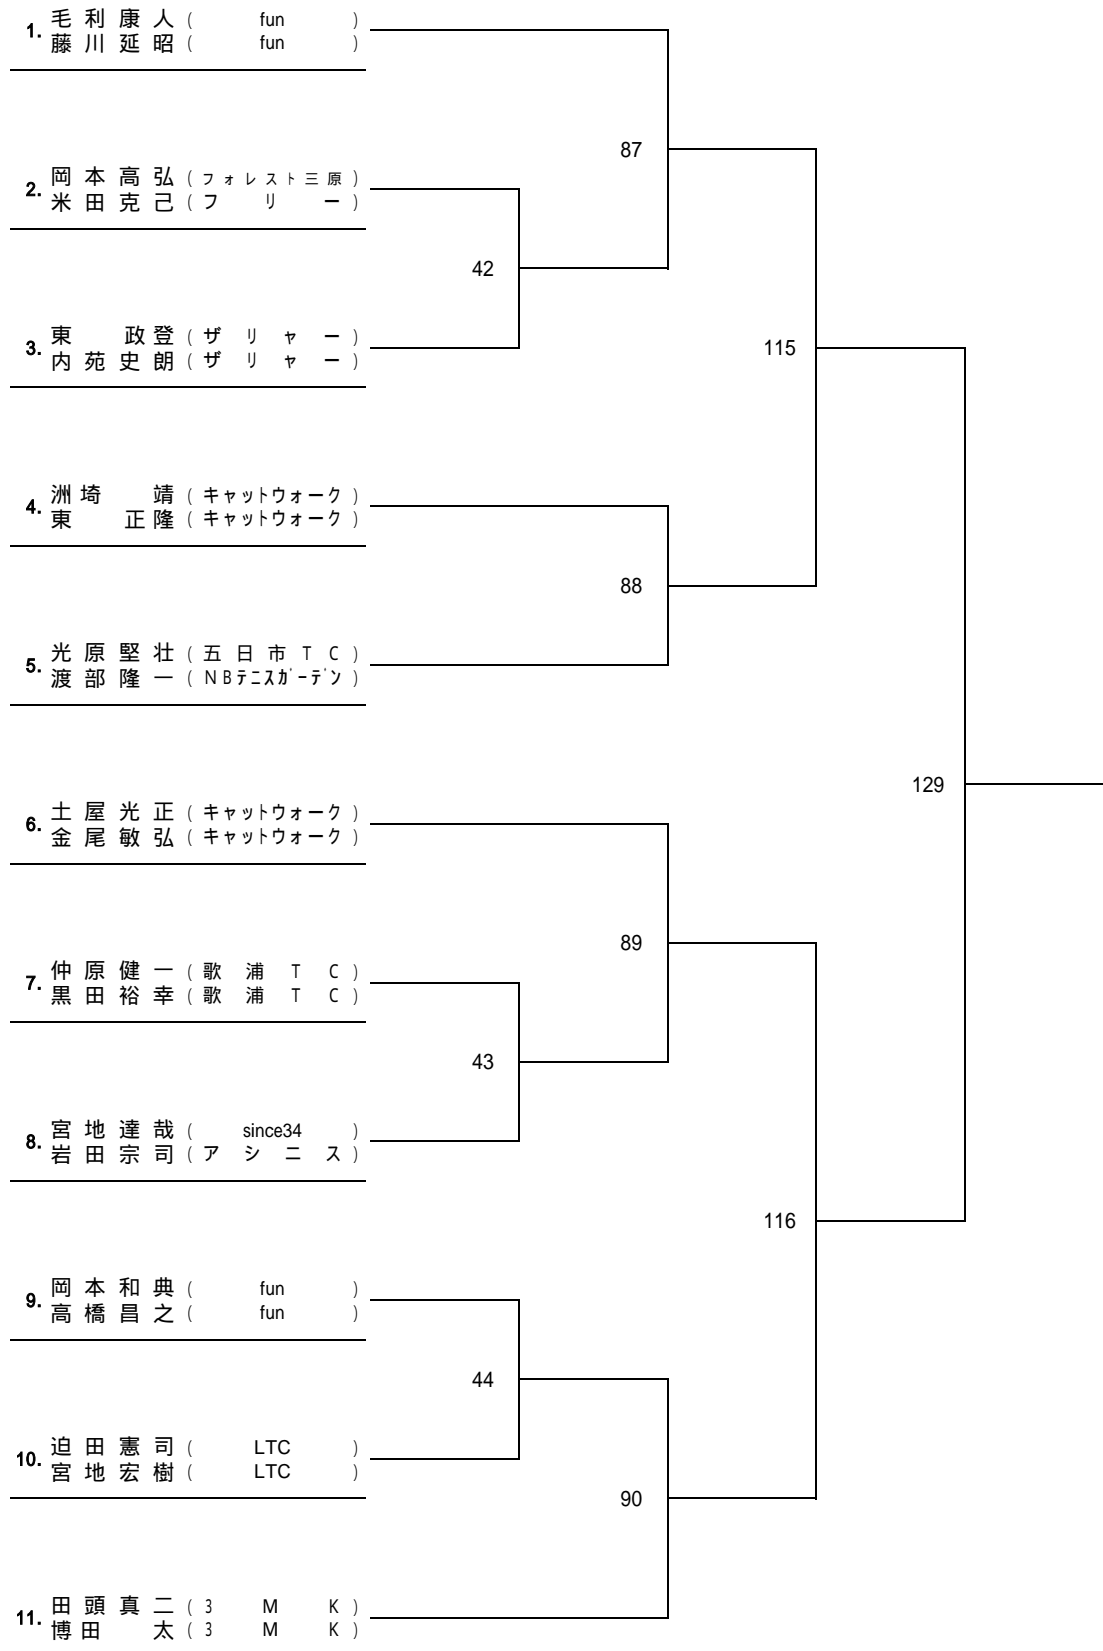 1. 毛利康人 ( fun )
藤川延昭 ( fun )
87
2. 岡本高弘 ( フォレスト三原 )
米田克己 ( フリー )
42
3. 東 政登 ( ザリャー )
内苑史朗 ( ザリャー )
115
4. 洲埼 靖 ( キャットウォーク )
東 正隆 ( キャットウォーク )
88
5. 光原堅壮 ( 五日市TC )
渡部隆一 ( NBテニスガーデン )
129
6. 土屋光正 ( キャットウォーク )
金尾敏弘 ( キャットウォーク )
89
7. 仲原健一 ( 歌浦TC )
黒田裕幸 ( 歌浦TC )
43
8. 宮地達哉 ( since34 )
岩田宗司 ( アシニス )
116
9. 岡本和典 ( fun )
高橋昌之 ( fun )
44
10. 迫田憲司 ( LTC )
宮地宏樹 ( LTC )
90
11. 田頭真二 ( 3MK )
博田 太 ( 3MK )